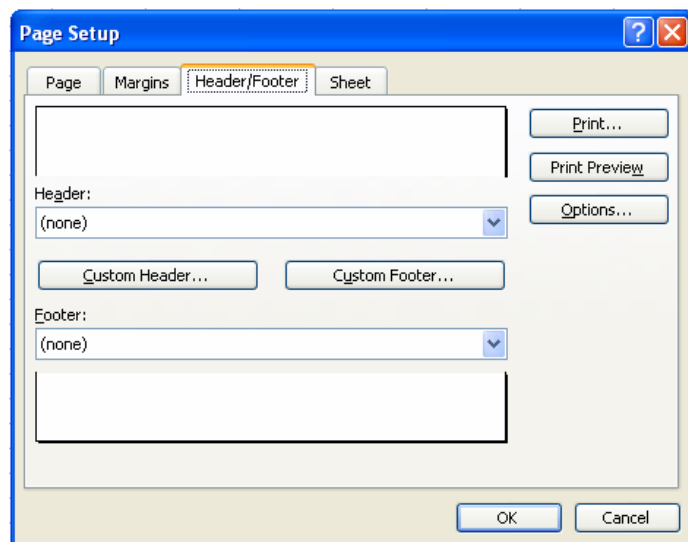 Page Setup ?
Page Margins Header/Footer Sheet
Print...
Print Preview
Header:
(none)
Options...
Custom Header... Custom Footer...
Footer:
(none)
OK Cancel